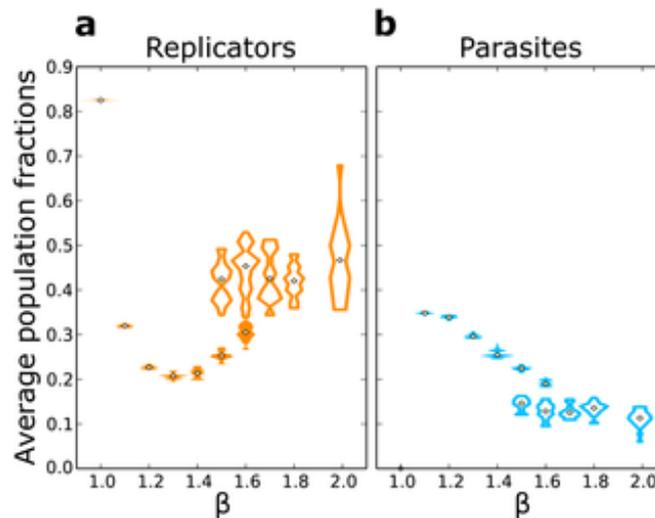 a b
Replicators Parasites
Average population fractions
0.9
0.8
0.7
0.6
0.5
0.4
0.3
0.2
0.1
0.0
1.0 1.2 1.4 1.6 1.8 2.0 1.0 1.2 1.4 1.6 1.8 2.0
β β